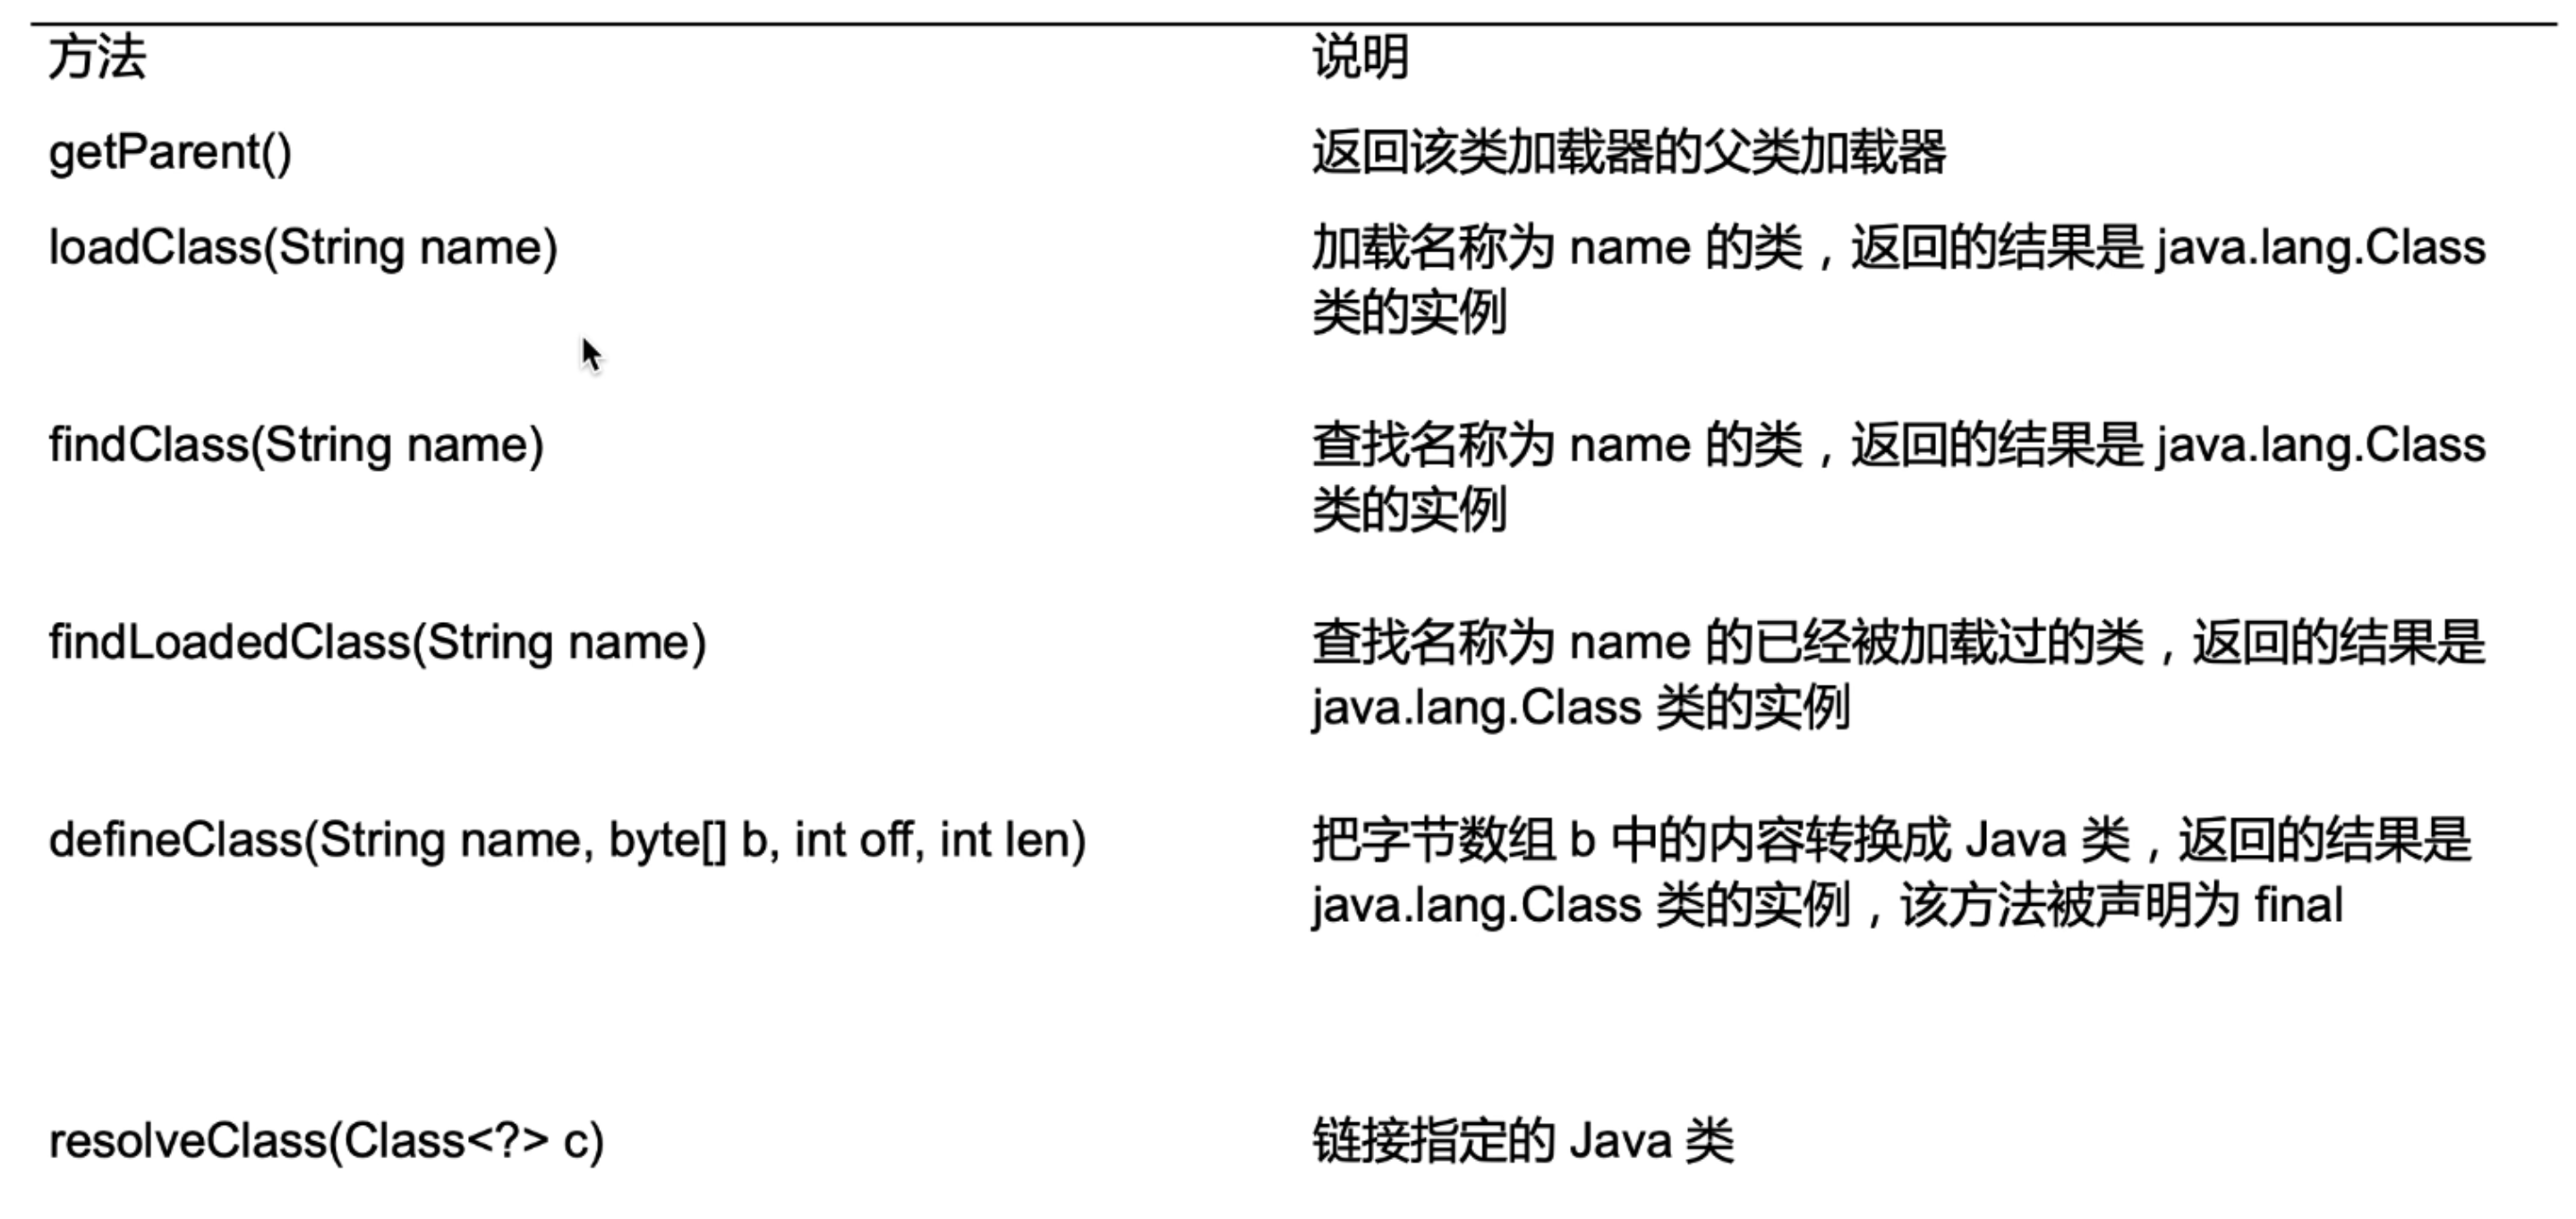 方法 说明
getParent() 返回该类加载器的父类加载器
loadClass(String name) 加载名称为 name 的类，返回的结果是 java.lang.Class
类的实例
findClass(String name) 查找名称为 name 的类，返回的结果是 java.lang.Class
类的实例
findLoadedClass(String name) 查找名称为 name 的已经被加载过的类，返回的结果是
java.lang.Class 类的实例
defineClass(String name, byte[] b, int off, int len) 把字节数组 b 中的内容转换成 Java 类，返回的结果是
java.lang.Class 类的实例，该方法被声明为 final
resolveClass(Class<?> c) 链接指定的 Java 类